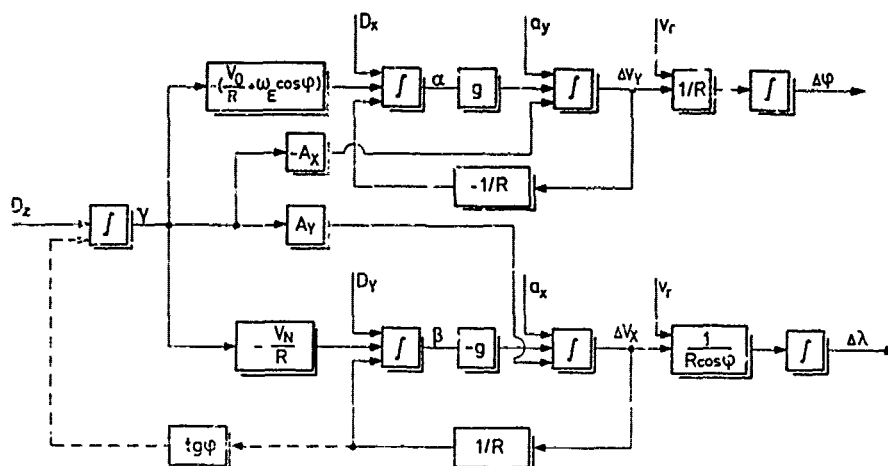 Dx
ay
Vr
-(V0/R + ωE cosφ)
∫
α
g
∫
ΔVY
1/R
∫
Δφ
-AX
-1/R
Dz
∫
γ
AY
DY
ax
Vr
-VN/R
∫
β
-g
∫
ΔVX
1/Rcosφ
∫
Δλ
tgφ
1/R